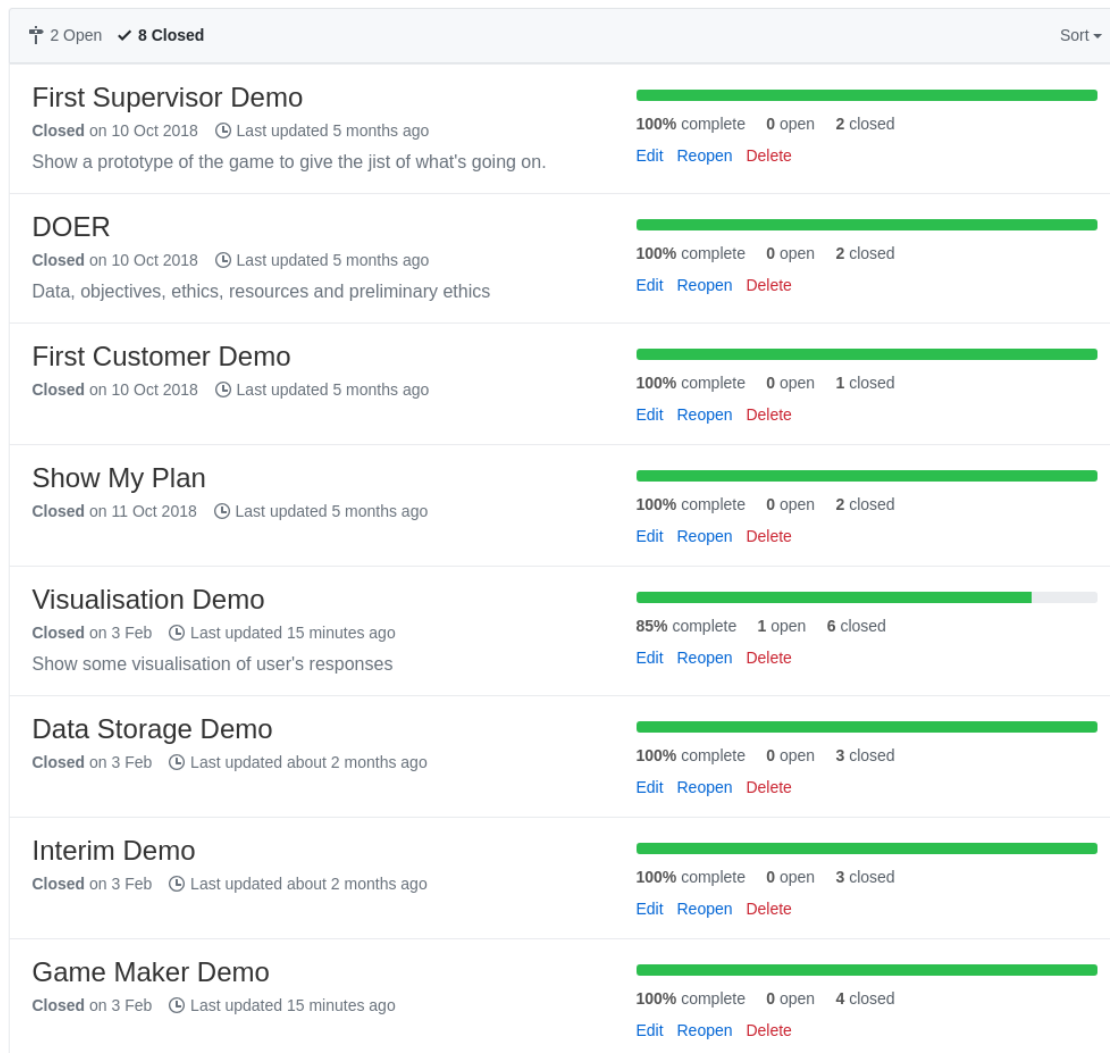 2 Open 8 Closed Sort
First Supervisor Demo
Closed on 10 Oct 2018 Last updated 5 months ago
Show a prototype of the game to give the jist of what's going on.
100% complete 0 open 2 closed
Edit Reopen Delete
DOER
Closed on 10 Oct 2018 Last updated 5 months ago
Data, objectives, ethics, resources and preliminary ethics
100% complete 0 open 2 closed
Edit Reopen Delete
First Customer Demo
Closed on 10 Oct 2018 Last updated 5 months ago
100% complete 0 open 1 closed
Edit Reopen Delete
Show My Plan
Closed on 11 Oct 2018 Last updated 5 months ago
100% complete 0 open 2 closed
Edit Reopen Delete
Visualisation Demo
Closed on 3 Feb Last updated 15 minutes ago
Show some visualisation of user's responses
85% complete 1 open 6 closed
Edit Reopen Delete
Data Storage Demo
Closed on 3 Feb Last updated about 2 months ago
100% complete 0 open 3 closed
Edit Reopen Delete
Interim Demo
Closed on 3 Feb Last updated about 2 months ago
100% complete 0 open 3 closed
Edit Reopen Delete
Game Maker Demo
Closed on 3 Feb Last updated 15 minutes ago
100% complete 0 open 4 closed
Edit Reopen Delete